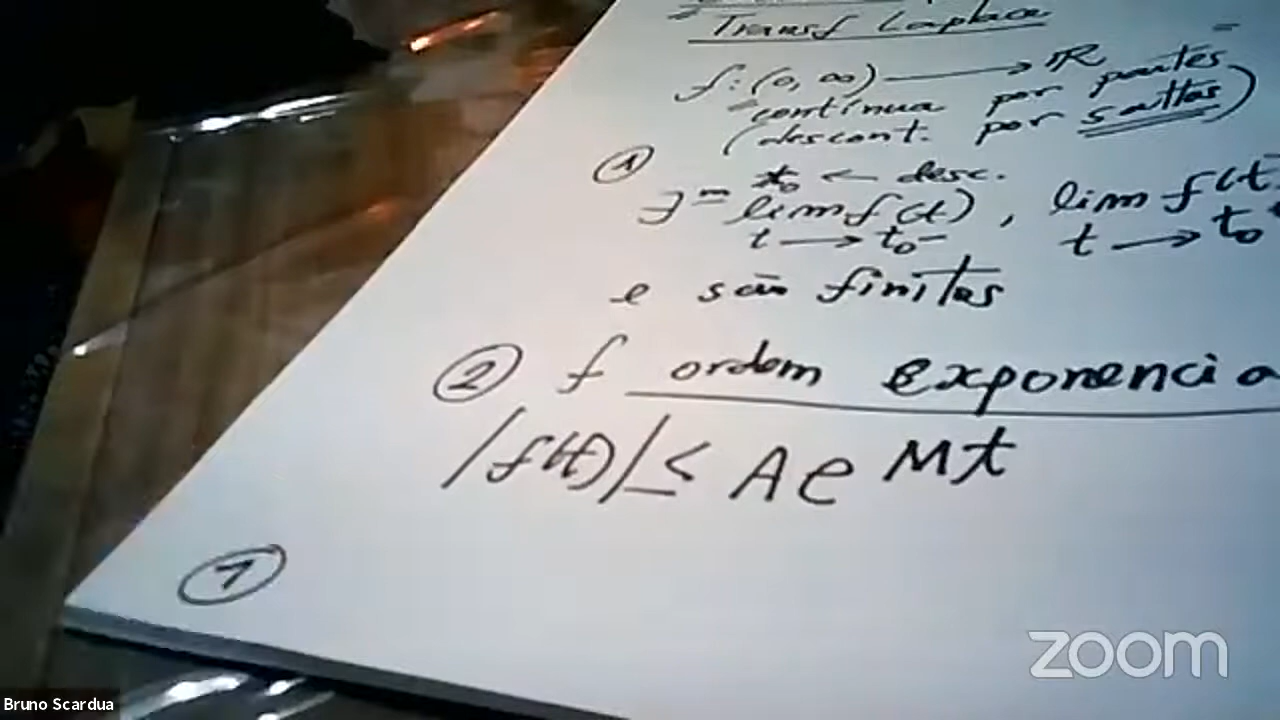 Transf Laplace
f: (0, ∞) → ℝ
contínua por partes
(descont. por saltos)
① t₀ ← desc.
∃ lim f(t), lim f(t
t → t₀⁻ t → t₀
e são finitos
② f ordem exponencia
|f(t)| ≤ A e^Mt
⑦
zoom
Bruno Scardua